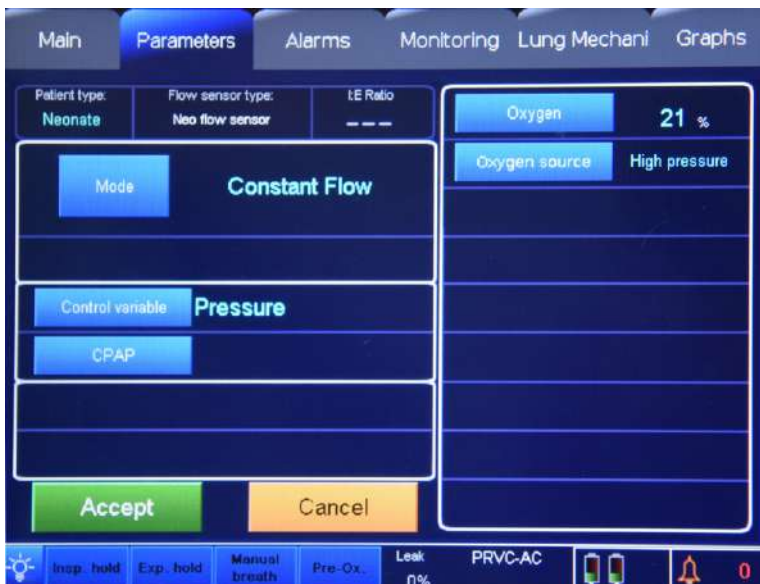 Main Parameters Alarms Monitoring Lung Mechani Graphs
Patient type: Flow sensor type: I:E Ratio
Neonate Neo flow sensor ---
Mode Constant Flow
Control variable Pressure
CPAP
Accept Cancel
Oxygen 21 %
Oxygen source High pressure
Insp. hold Exp. hold Manual breath Pre-Ox. Leak 0% PRVC-AC 0